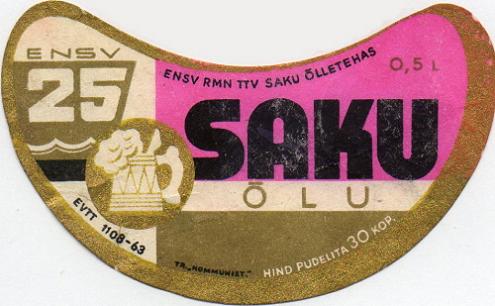 ENSV
25
ENSV RMN TTV SAKU ÕLLETEHAS
0,5 L
SAKU
ÕLU
EVTT 1108-63
TR. „KOMMUNIST.”
HIND PUDELITA 30 KOP.